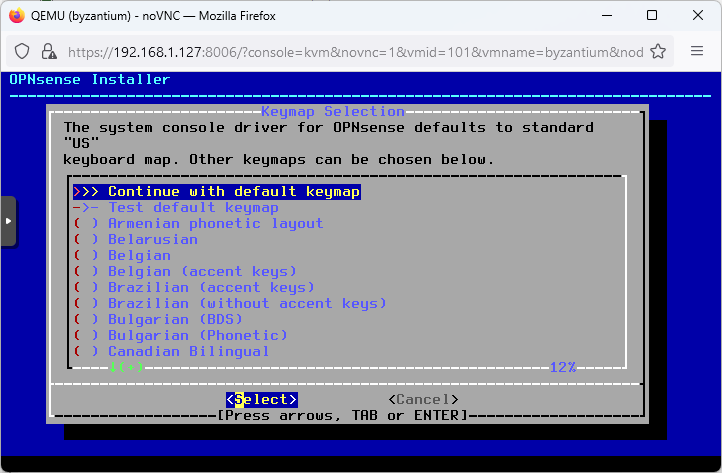 QEMU (byzantium) - noVNC — Mozilla Firefox
https://192.168.1.127:8006/?console=kvm&novnc=1&vmid=101&vmname=byzantium&nod
OPNsense Installer
Keymap Selection
The system console driver for OPNsense defaults to standard
"US"
keyboard map. Other keymaps can be chosen below.
>>> Continue with default keymap
->- Test default keymap
( ) Armenian phonetic layout
( ) Belarusian
( ) Belgian
( ) Belgian (accent keys)
( ) Brazilian (accent keys)
( ) Brazilian (without accent keys)
( ) Bulgarian (BDS)
( ) Bulgarian (Phonetic)
( ) Canadian Bilingual
↓(+) 12%
<Select> <Cancel>
[Press arrows, TAB or ENTER]